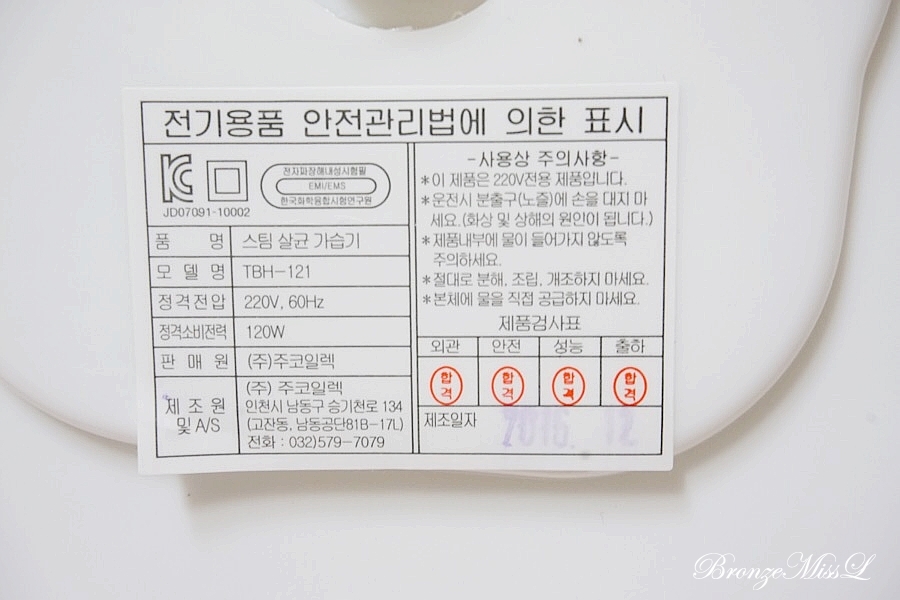 전기용품 안전관리법에 의한 표시
전자파장해내성시험필
EMI/EMS
한국화학융합시험연구원
JD07091-10002
품 명 스팀 살균 가습기
모 델 명 TBH-121
정격전압 220V, 60Hz
정격소비전력 120W
판 매 원 (주)주코일렉
제 조 원
및 A/S
(주) 주코일렉
인천시 남동구 승기천로 134
(고잔동, 남동공단81B-17L)
전화 : 032)579-7079
-사용상 주의사항-
*이 제품은 220V전용 제품입니다.
*운전시 분출구(노즐)에 손을 대지 마
세요.(화상 및 상해의 원인이 됩니다.)
*제품내부에 물이 들어가지 않도록
주의하세요.
*절대로 분해, 조립, 개조하지 마세요.
*본체에 물을 직접 공급하지 마세요.
제품검사표
외관 안전 성능 출하
합격 합격 합격 합격
제조일자 2016. 12
BronzeMissL